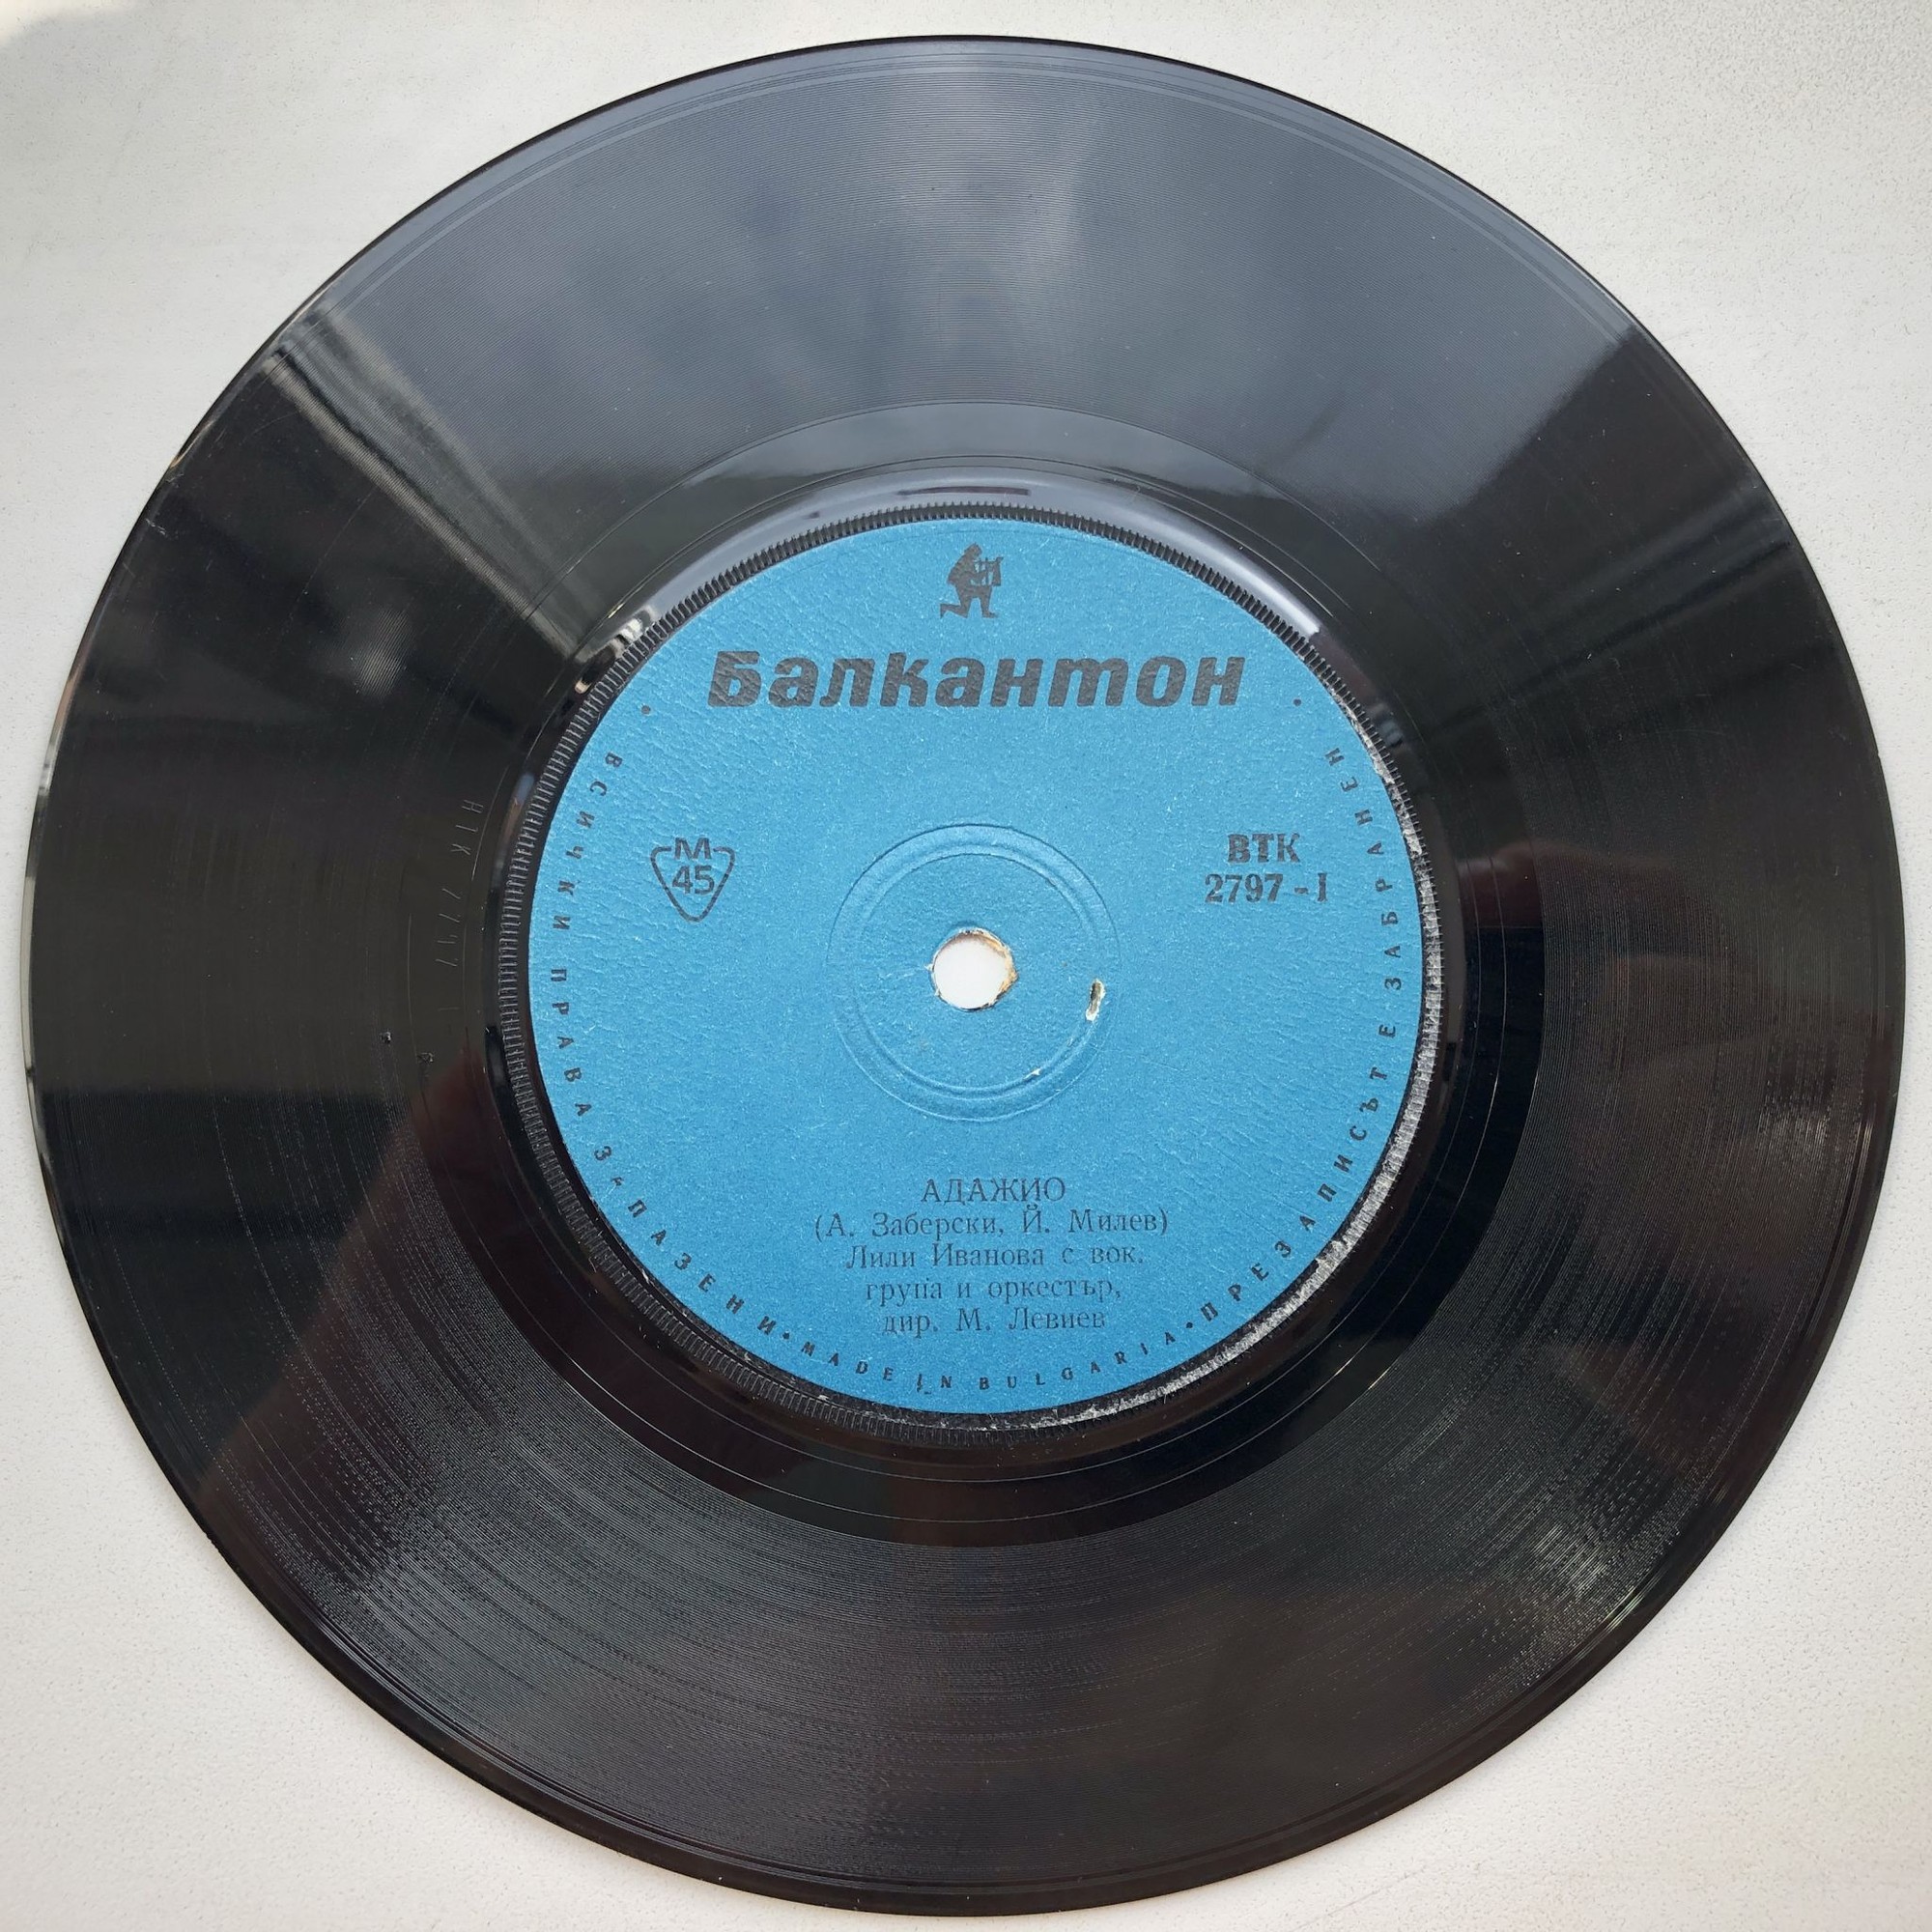 Балкантон
М
45
ВТК
2797 - I
АДАЖИО
(А. Заберски, Й. Милев)
Лили Иванова с вок.
група и оркестър,
дир. М. Левиев
ВСИЧКИ ПРАВА ЗАПАЗЕНИ • MADE IN BULGARIA • ПРЕЗАПИСЪТ Е ЗАБРАНЕН